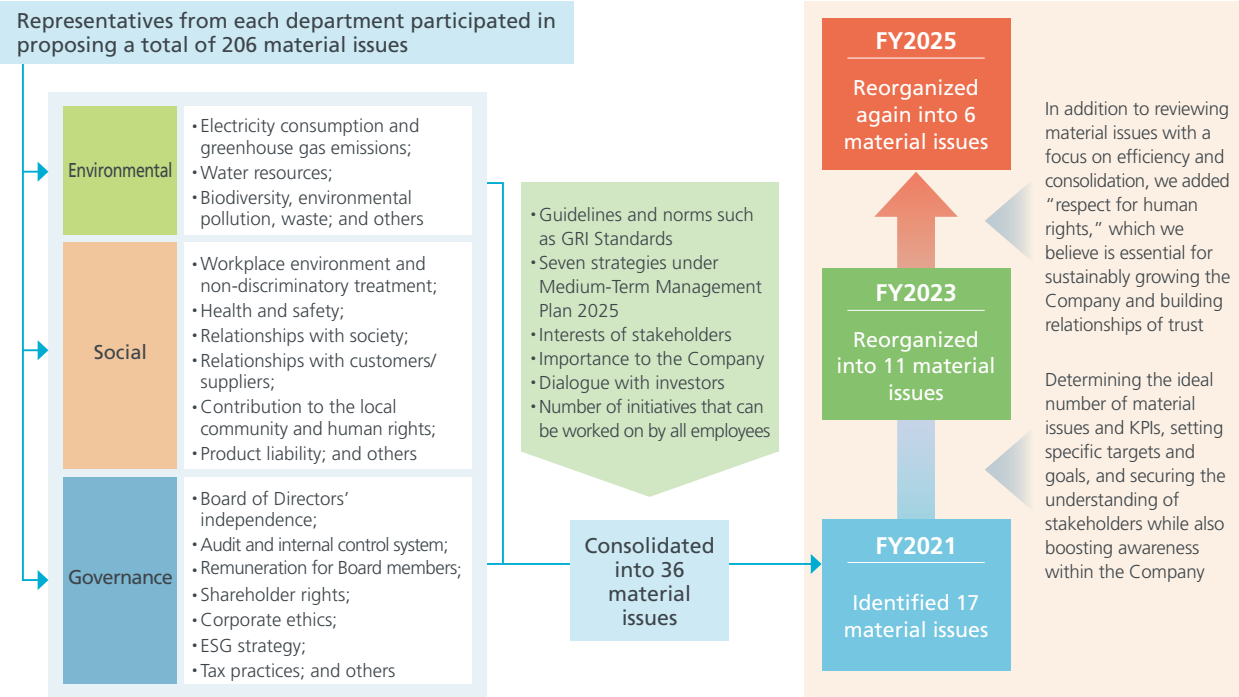 Representatives from each department participated in
proposing a total of 206 material issues
Environmental
・Electricity consumption and
greenhouse gas emissions;
・Water resources;
・Biodiversity, environmental
pollution, waste; and others
Social
・Workplace environment and
non-discriminatory treatment;
・Health and safety;
・Relationships with society;
・Relationships with customers/
suppliers;
・Contribution to the local
community and human rights;
・Product liability; and others
Governance
・Board of Directors’
independence;
・Audit and internal control system;
・Remuneration for Board members;
・Shareholder rights;
・Corporate ethics;
・ESG strategy;
・Tax practices; and others
・Guidelines and norms such
as GRI Standards
・Seven strategies under
Medium-Term Management
Plan 2025
・Interests of stakeholders
・Importance to the Company
・Dialogue with investors
・Number of initiatives that can
be worked on by all employees
Consolidated
into 36
material
issues
FY2025
Reorganized
again into 6
material issues
FY2023
Reorganized
into 11 material
issues
FY2021
Identified 17
material issues
In addition to reviewing
material issues with a
focus on efficiency and
consolidation, we added
“respect for human
rights,” which we
believe is essential for
sustainably growing the
Company and building
relationships of trust
Determining the ideal
number of material
issues and KPIs, setting
specific targets and
goals, and securing the
understanding of
stakeholders while also
boosting awareness
within the Company